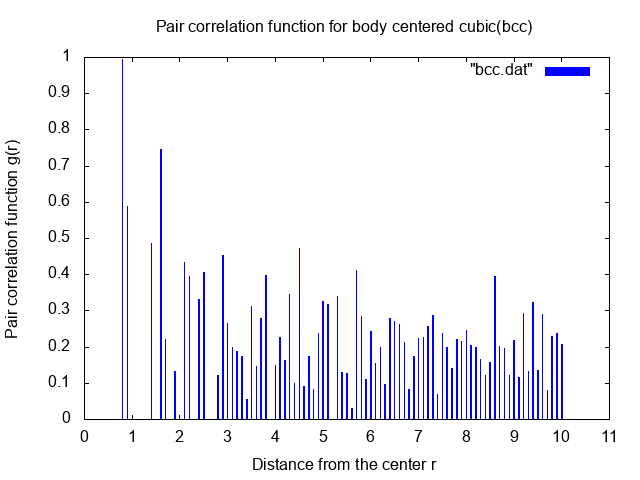 Pair correlation function for body centered cubic(bcc)
"bcc.dat"
Pair correlation function g(r)
1
0.9
0.8
0.7
0.6
0.5
0.4
0.3
0.2
0.1
0
0 1 2 3 4 5 6 7 8 9 10 11
Distance from the center r